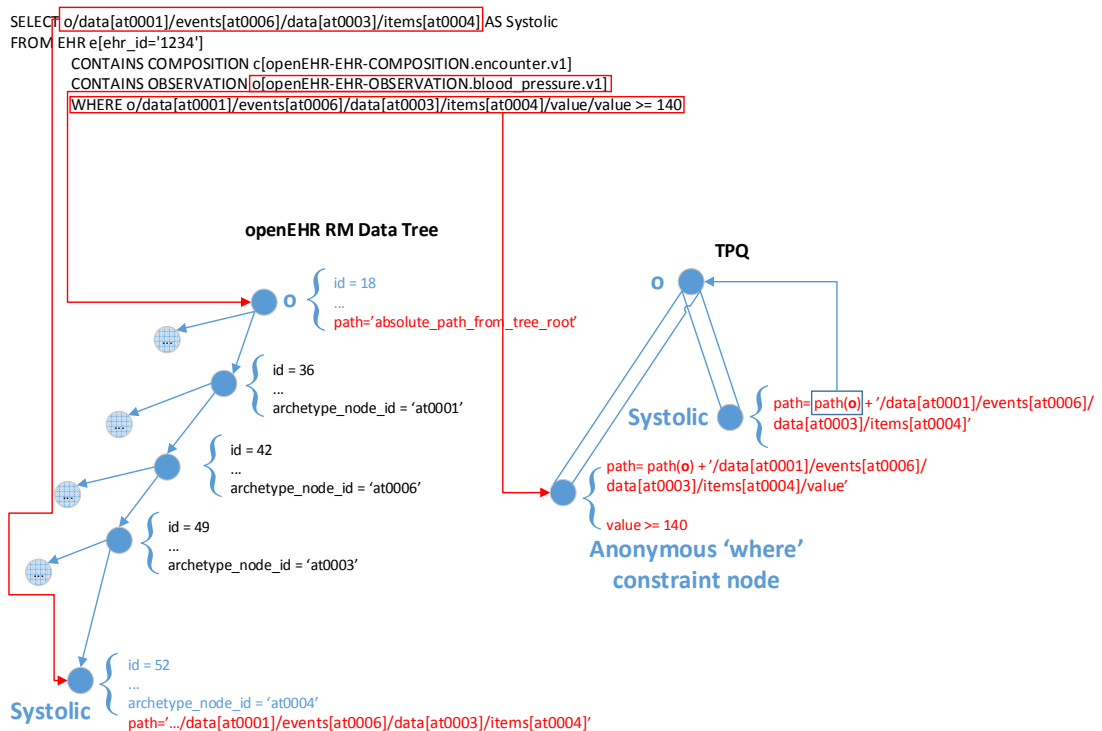 SELECT o/data[at0001]/events[at0006]/data[at0003]/items[at0004] AS Systolic
FROM EHR e[ehr_id='1234']
CONTAINS COMPOSITION c[openEHR-EHR-COMPOSITION.encounter.v1]
CONTAINS OBSERVATION o[openEHR-EHR-OBSERVATION.blood_pressure.v1]
WHERE o/data[at0001]/events[at0006]/data[at0003]/items[at0004]/value/value >= 140
openEHR RM Data Tree
o
id = 18
...
path='absolute_path_from_tree_root'
...
id = 36
...
archetype_node_id = 'at0001'
...
id = 42
...
archetype_node_id = 'at0006'
...
id = 49
...
archetype_node_id = 'at0003'
...
Systolic
id = 52
...
archetype_node_id = 'at0004'
path='.../data[at0001]/events[at0006]/data[at0003]/items[at0004]'
TPQ
o
Systolic
path= path(o) + '/data[at0001]/events[at0006]/
data[at0003]/items[at0004]'
path= path(o) + '/data[at0001]/events[at0006]/
data[at0003]/items[at0004]/value'
value >= 140
Anonymous 'where'
constraint node